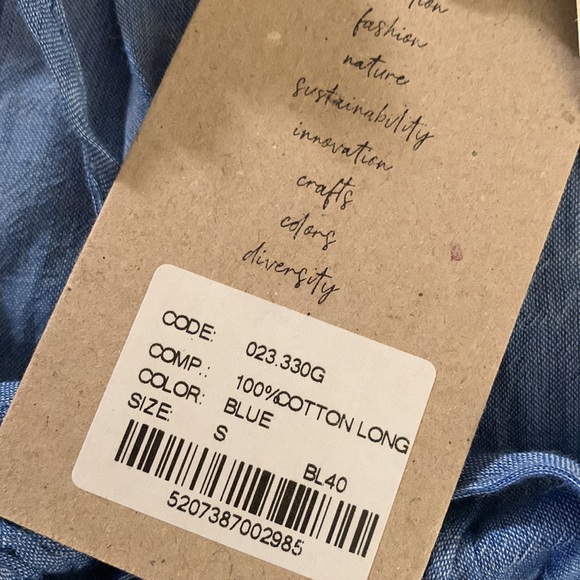 fashion
nature
sustainability
innovation
crafts
colors
diversity
CODE: 023.330G
COMP.: 100%COTTON LONG
COLOR: BLUE
SIZE: S
BL40
5207387002985